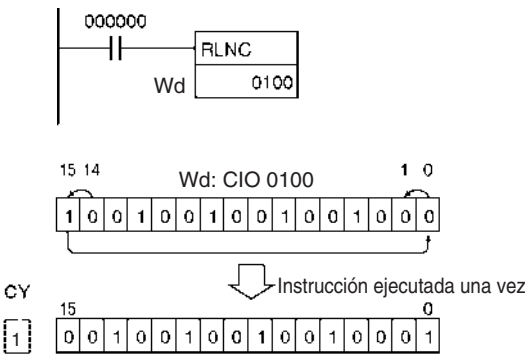 000000
RLNC
Wd 0100
15 14 1 0
Wd: CIO 0100
1 0 0 1 0 0 1 0 0 1 0 0 1 0 0 0
Instrucción ejecutada una vez
CY 15 0
1 0 0 1 0 0 1 0 0 1 0 0 1 0 0 0 1